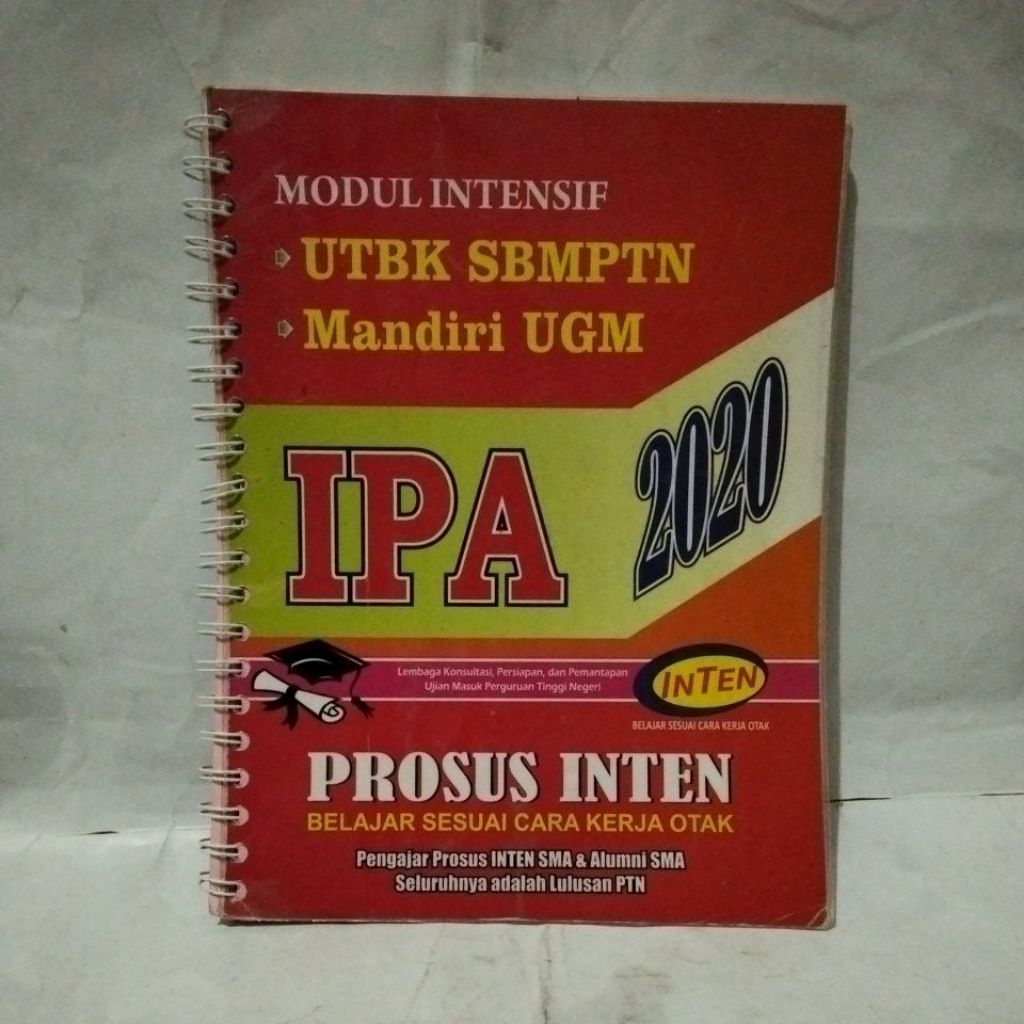 MODUL INTENSIF
UTBK SBMPTN
Mandiri UGM
IPA
2020
Lembaga Konsultasi, Persiapan, dan Pemantapan
Ujian Masuk Perguruan Tinggi Negeri
INTEN
BELAJAR SESUAI CARA KERJA OTAK
PROSUS INTEN
BELAJAR SESUAI CARA KERJA OTAK
Pengajar Prosus INTEN SMA & Alumni SMA
Seluruhnya adalah Lulusan PTN